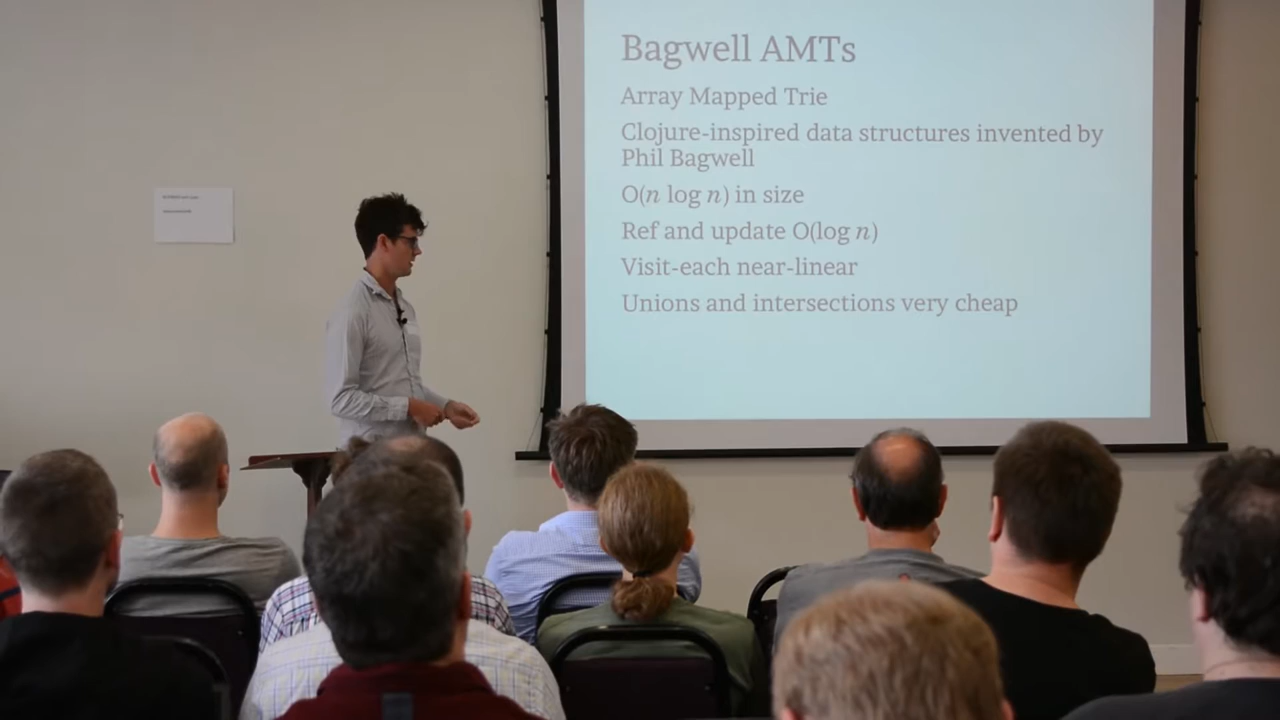 Bagwell AMTs
Array Mapped Trie
Clojure-inspired data structures invented by
Phil Bagwell
O(n log n) in size
Ref and update O(log n)
Visit-each near-linear
Unions and intersections very cheap